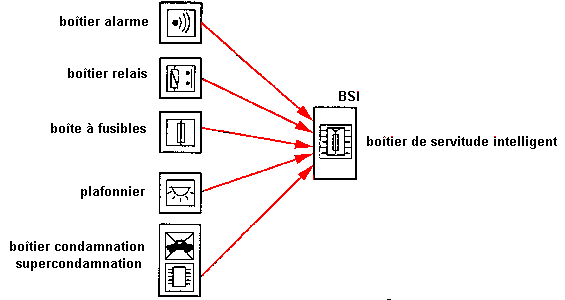 boîtier alarme
boîtier relais
boîte à fusibles
plafonnier
boîtier condamnation
supercondamnation
BSI
boîtier de servitude intelligent